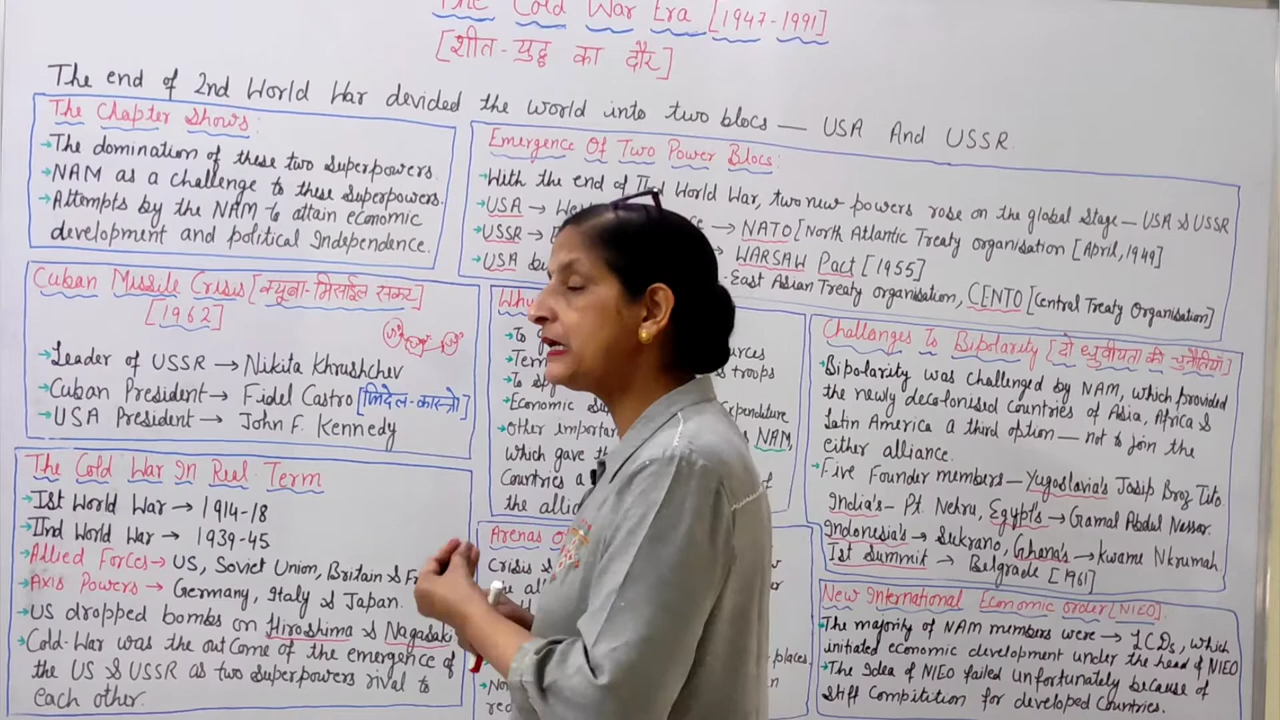 The Cold War Era [1947-1991]
[शीत-युद्ध का दौर]
The end of 2nd World War devided the world into two blocs — USA And USSR.
The Chapter Shows:
→The domination of these two superpowers.
→NAM as a challenge to these Superpowers.
→Attempts by the NAM to attain economic
development and political Independence.
Emergence Of Two Power Blocs:
→With the end of IInd World War, two new powers rose on the global Stage — USA & USSR
→USA →
→ NATO [North Atlantic Treaty organisation [April, 1949]
→USSR →
WARSAW Pact [1955]
→USA
-East Asian Treaty organisation, CENTO [Central Treaty Organisation]
Cuban Missile Crisis [क्यूबा-मिसाईल संकट]
[1962]
→Leader of USSR → Nikita Khrushchev
→Cuban President → Fidel Castro [फिदेल-कास्त्रो]
→USA President → John F. Kennedy
The Cold War In Real Term
→Ist World War → 1914-18
→IInd World War → 1939-45
→Allied Forces → US, Soviet Union, Britain &
→Axis Powers → Germany, Italy & Japan.
→US dropped bombs on Hiroshima & Nagasaki
→Cold-War was the outCome of the emergence of
the US & USSR as two superpowers rival to
each other.
Why
→To
→
→To
→Economic
→Other
NAM,
which gave
Countries
the
troops
Arenas
Crisis
places.
Challenges To Bipolarity [दो ध्रुवीयता की चुनौतियाँ]
→Bipolarity was challenged by NAM, which provided
the newly decolonised Countries of Asia, Africa &
Latin America a third option — not to join the
either alliance.
→Five Founder members — Yugoslavia's Josip Broz Tito.
India's — Pt. Nehru, Egypt's → Gamal Abdul Nassar.
Indonesia's → Sukrano, Ghana's → Kwame Nkrumah.
Ist Summit → Belgrade [1961]
New International Economic order [NIEO]
→The majority of NAM members were → LCDs, which
initiated economic development under the head of NIEO
→The Idea of NIEO failed unfortunately because of
stiff Compitition for developed Countries.